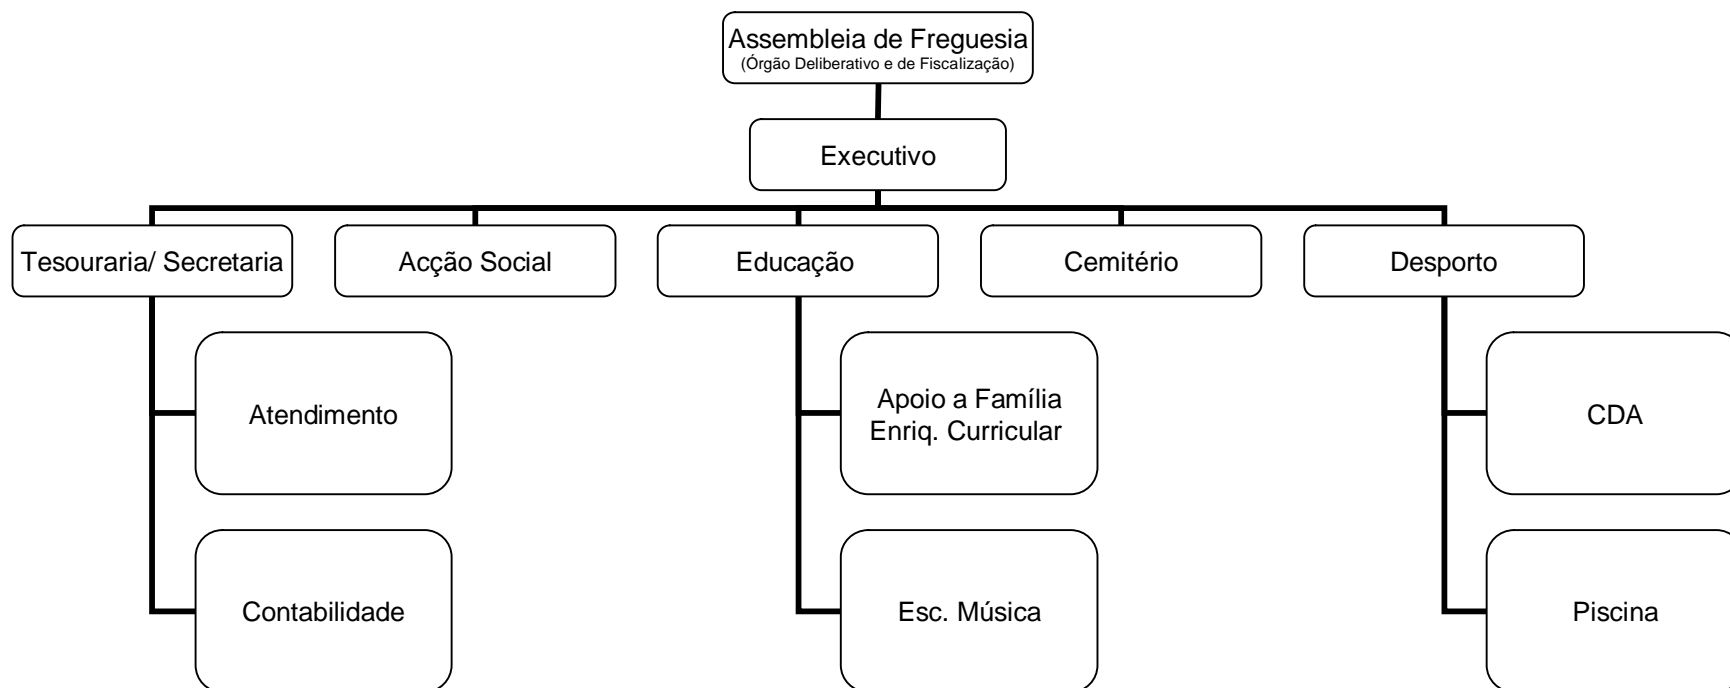 Assembleia de Freguesia
(Órgão Deliberativo e de Fiscalização)
Executivo
Tesouraria/ Secretaria
Acção Social
Educação
Cemitério
Desporto
Atendimento
Apoio a Família
Enriq. Curricular
CDA
Contabilidade
Esc. Música
Piscina